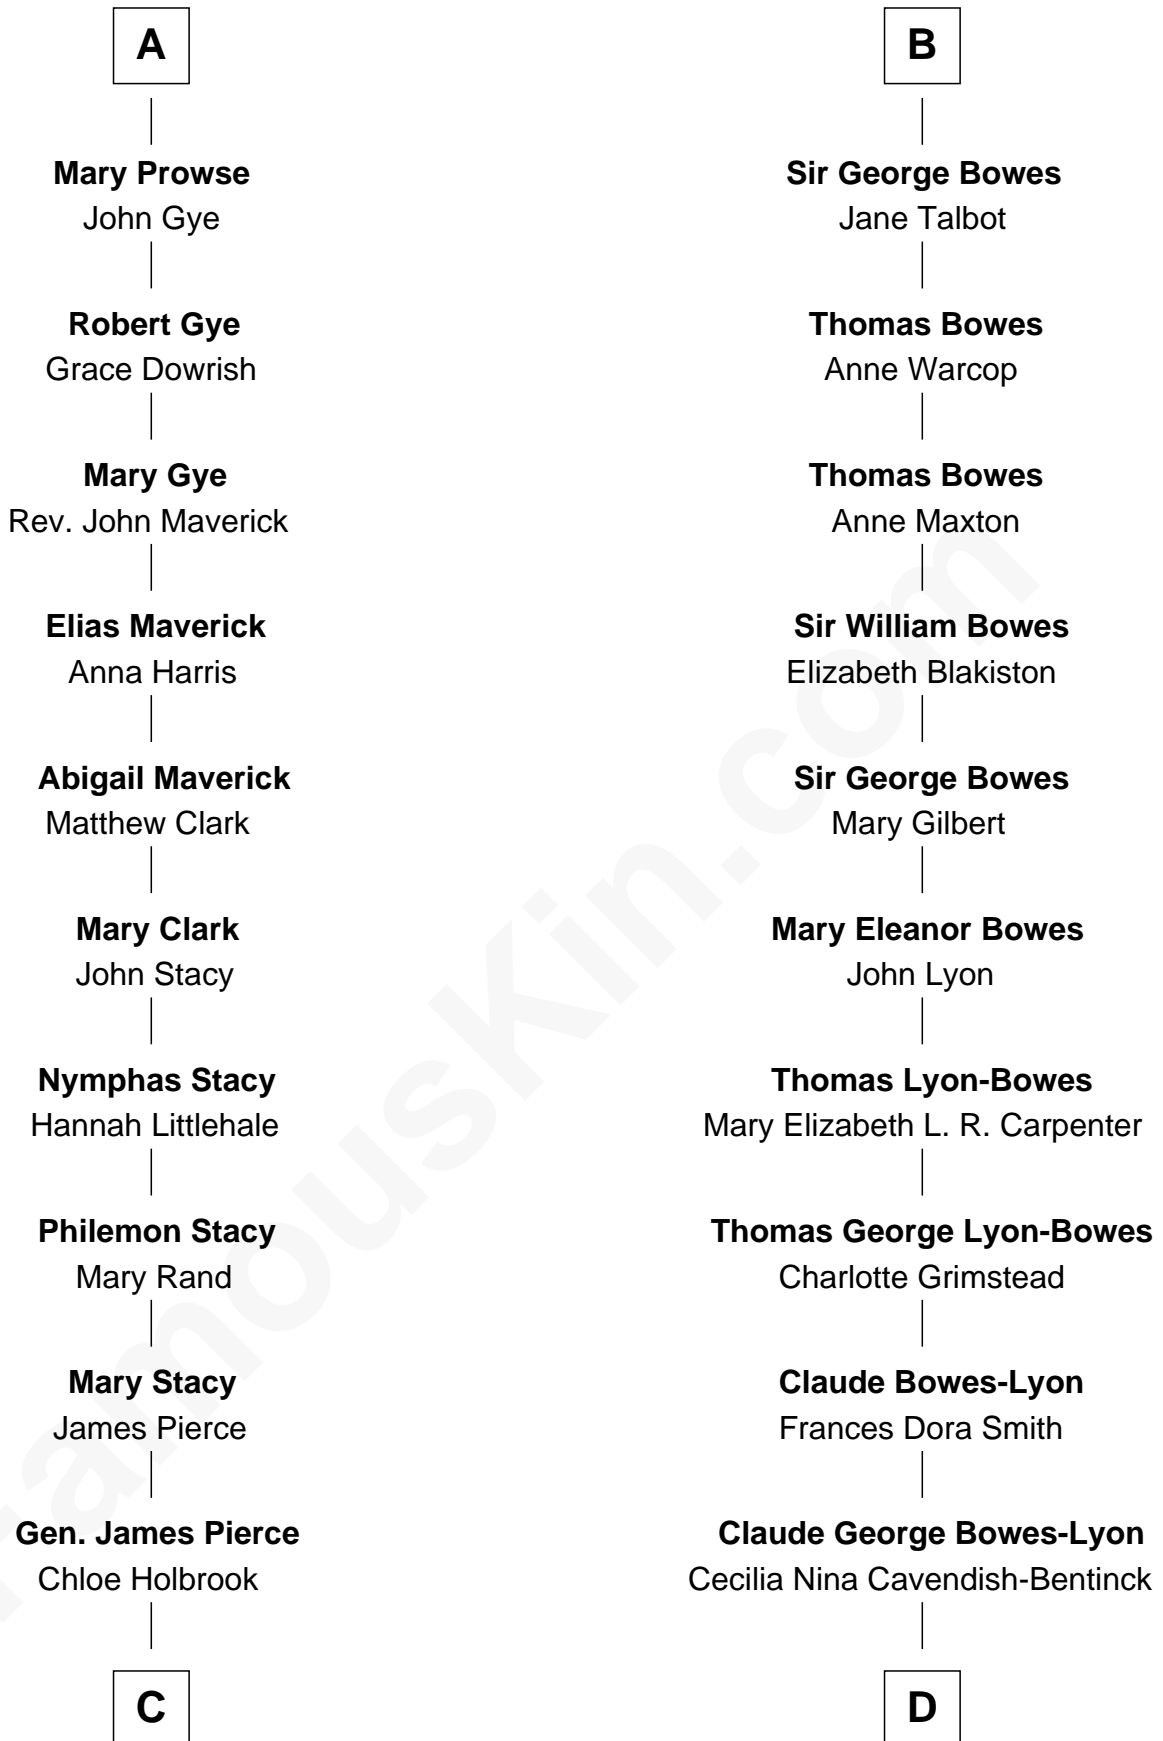 A
Mary Prowse
John Gye
Robert Gye
Grace Dowrish
Mary Gye
Rev. John Maverick
Elias Maverick
Anna Harris
Abigail Maverick
Matthew Clark
Mary Clark
John Stacy
Nymphas Stacy
Hannah Littlehale
Philemon Stacy
Mary Rand
Mary Stacy
James Pierce
Gen. James Pierce
Chloe Holbrook
C
B
Sir George Bowes
Jane Talbot
Thomas Bowes
Anne Warcop
Thomas Bowes
Anne Maxton
Sir William Bowes
Elizabeth Blakiston
Sir George Bowes
Mary Gilbert
Mary Eleanor Bowes
John Lyon
Thomas Lyon-Bowes
Mary Elizabeth L. R. Carpenter
Thomas George Lyon-Bowes
Charlotte Grimstead
Claude Bowes-Lyon
Frances Dora Smith
Claude George Bowes-Lyon
Cecilia Nina Cavendish-Bentinck
D
FamousKin.com